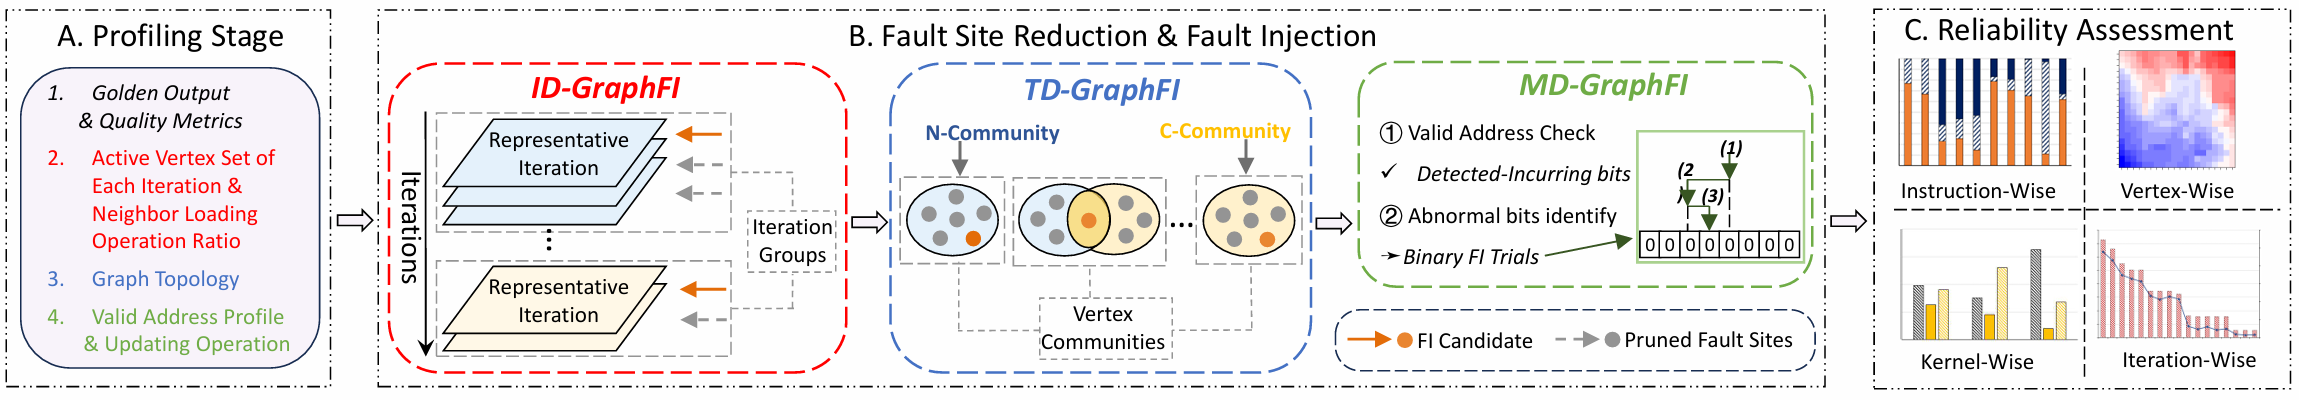 A. Profiling Stage
1. Golden Output
& Quality Metrics
2. Active Vertex Set of
Each Iteration &
Neighbor Loading
Operation Ratio
3. Graph Topology
4. Valid Address Profile
& Updating Operation
B. Fault Site Reduction & Fault Injection
ID-GraphFI
Iterations
Representative
Iteration
Representative
Iteration
Iteration
Groups
TD-GraphFI
N-Community
C-Community
Vertex
Communities
MD-GraphFI
① Valid Address Check
✓ Detected-Incurring bits
② Abnormal bits identify
➛ Binary FI Trials
(1)
(2
)
(3)
0 0 0 0 0 0 0 0
FI Candidate
Pruned Fault Sites
C. Reliability Assessment
Instruction-Wise
Vertex-Wise
Kernel-Wise
Iteration-Wise